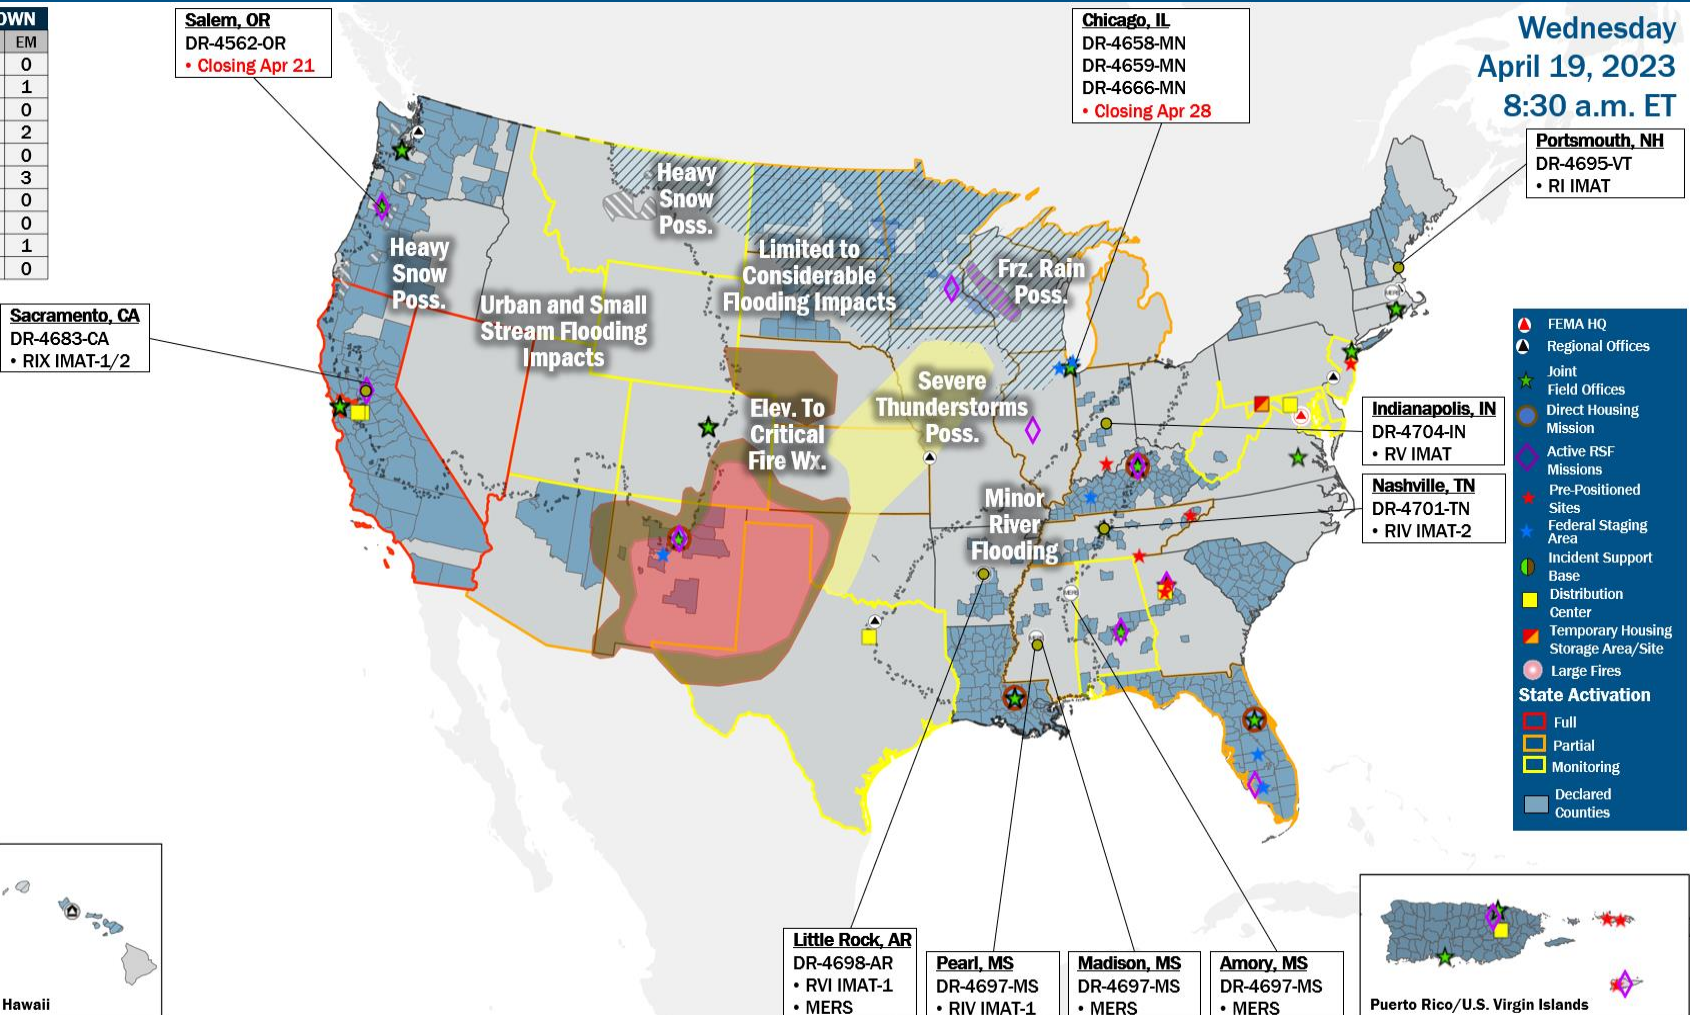 OWN
EM
0
1
0
2
0
3
0
0
1
0
Salem, OR
DR-4562-OR
• Closing Apr 21
Chicago, IL
DR-4658-MN
DR-4659-MN
DR-4666-MN
• Closing Apr 28
Wednesday
April 19, 2023
8:30 a.m. ET
Portsmouth, NH
DR-4695-VT
• RI IMAT
Sacramento, CA
DR-4683-CA
• RIX IMAT-1/2
Heavy
Snow
Poss.
Heavy
Snow
Poss.
Limited to
Considerable
Flooding Impacts
Frz. Rain
Poss.
Urban and Small
Stream Flooding
Impacts
Severe
Thunderstorms
Poss.
Elev. To
Critical
Fire Wx.
Minor
River
Flooding
MERS
MERS
MERS
Indianapolis, IN
DR-4704-IN
• RV IMAT
Nashville, TN
DR-4701-TN
• RIV IMAT-2
FEMA HQ
Regional Offices
Joint
Field Offices
Direct Housing
Mission
Active RSF
Missions
Pre-Positioned
Sites
Federal Staging
Area
Incident Support
Base
Distribution
Center
Temporary Housing
Storage Area/Site
Large Fires
State Activation
Full
Partial
Monitoring
Declared
Counties
Little Rock, AR
DR-4698-AR
• RVI IMAT-1
• MERS
Pearl, MS
DR-4697-MS
• RIV IMAT-1
Madison, MS
DR-4697-MS
• MERS
Amory, MS
DR-4697-MS
• MERS
Hawaii
Puerto Rico/U.S. Virgin Islands